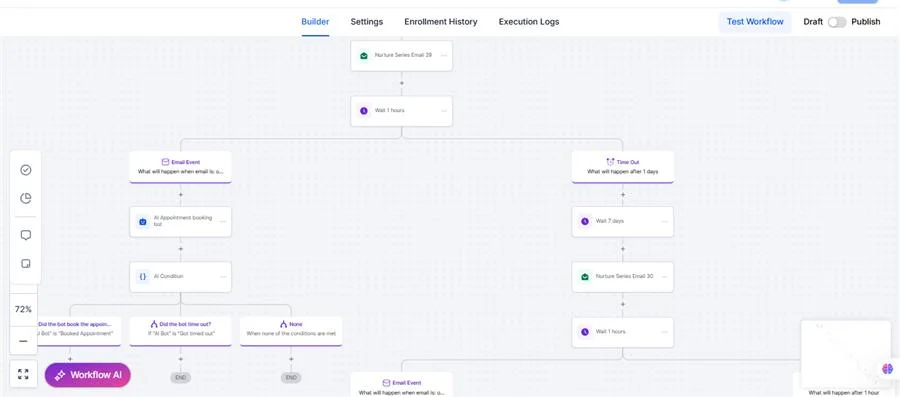 Builder Settings Enrollment History Execution Logs Test Workflow Draft Publish
Nurture Series Email 29
Wait 1 hours
Email Event
What will happen when email is: o...
Time Out
What will happen after 1 days
AI Appointment booking
bot
Wait 7 days
AI Condition
Nurture Series Email 30
72%
Did the bot book the appoin...
Bot" is "Booked Appointment"
Did the bot time out?
If "AI Bot" is "Bot timed out"
None
When none of the conditions are met
Wait 1 hours
Workflow AI
END
END
Email Event
What will happen when email is: o...
What will happen after 1 hour